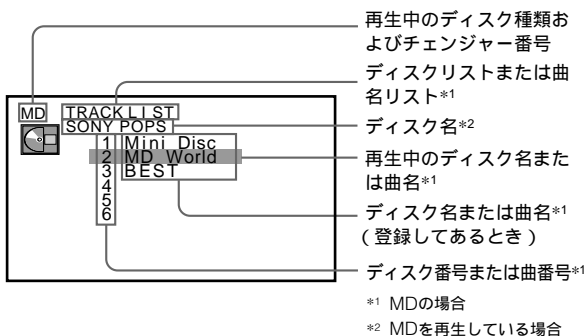 再生中のディスク種類お
よびチェンジャー番号
ディスクリストまたは曲
名リスト*1
MD TRACK LIST
SONY POPS
ディスク名*2
1 Mini Disc
2 MD World
3 BEST
4
5
6
再生中のディスク名また
は曲名*1
ディスク名または曲名*1
（登録してあるとき）
ディスク番号または曲番号*1
*1 MDの場合
*2 MDを再生している場合